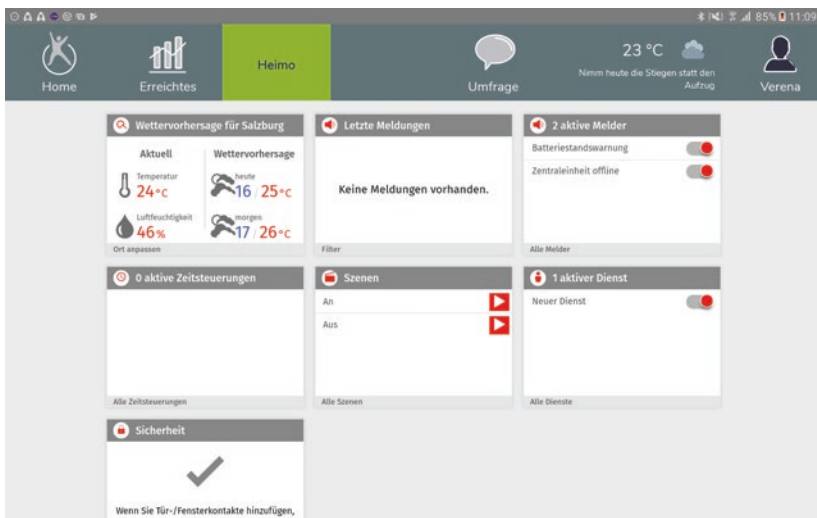 85% 11:09
Home
Erreichtes
Heimo
Umfrage
23 °C
Nimm heute die Stiegen statt den
Aufzug
Verena
Wettervorhersage für Salzburg
Aktuell
Wettervorhersage
Temperatur
24°C
heute
16 / 25°C
Luftfeuchtigkeit
46%
morgen
17 / 26°C
Ort anpassen
Letzte Meldungen
Keine Meldungen vorhanden.
Filter
2 aktive Melder
Batteriestandswarnung
Zentraleinheit offline
Alle Melder
0 aktive Zeitsteuerungen
Alle Zeitsteuerungen
Szenen
An
Aus
Alle Szenen
1 aktiver Dienst
Neuer Dienst
Alle Dienste
Sicherheit
Wenn Sie Tür-/Fensterkontakte hinzufügen,